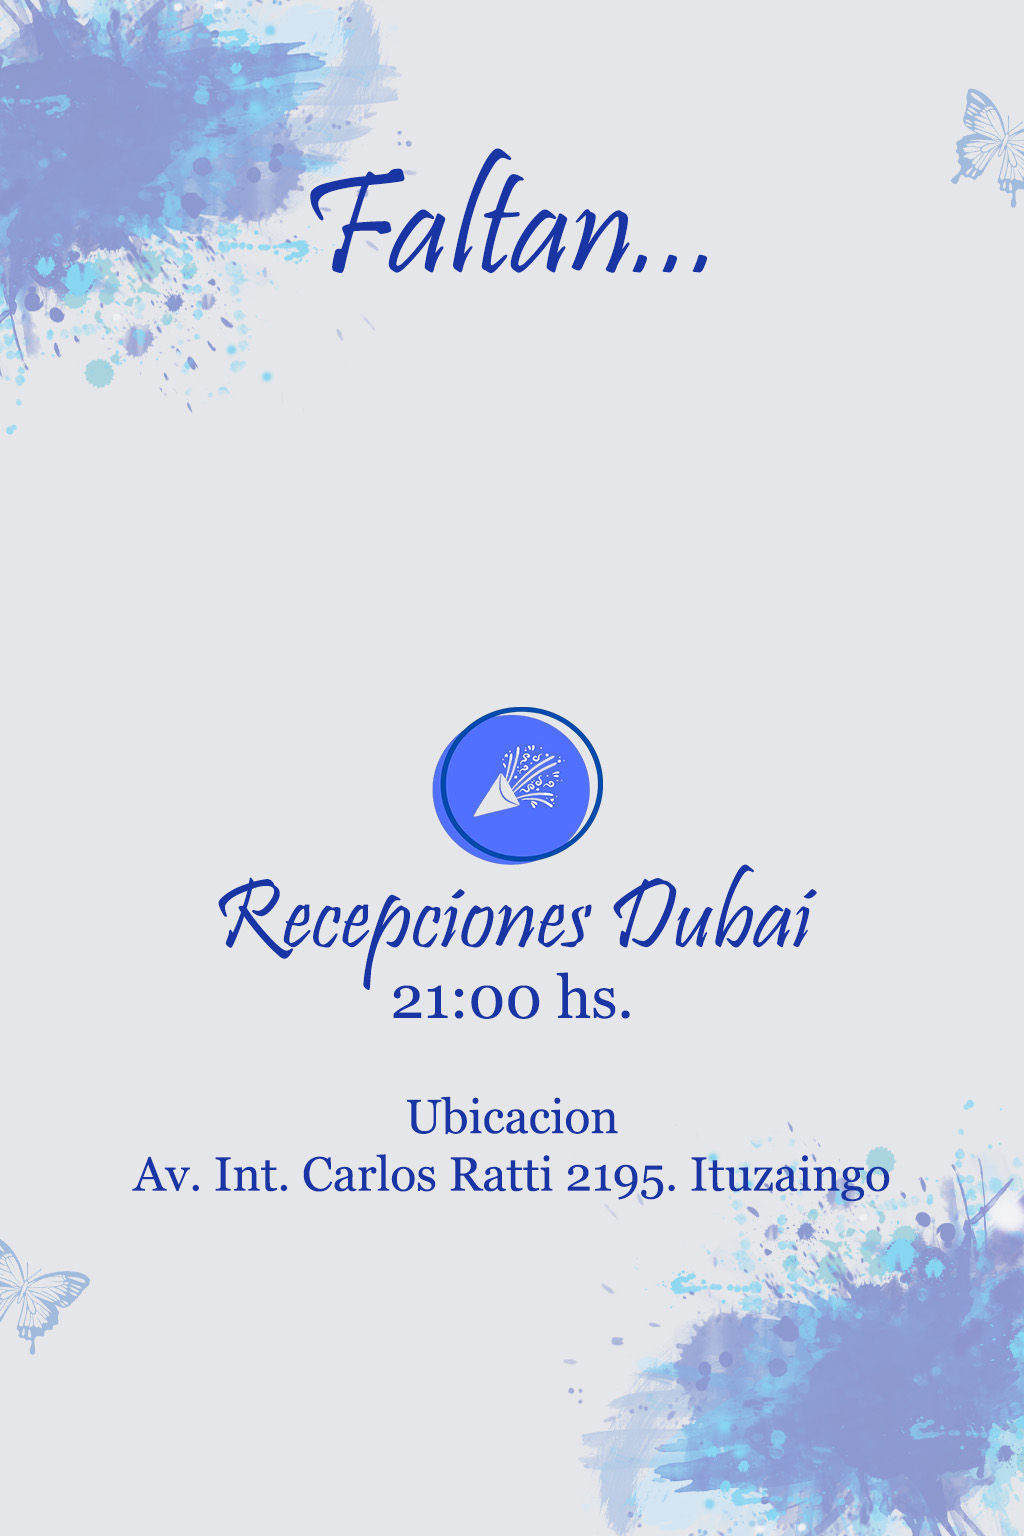 Faltan...
Recepciones Dubai
21:00 hs.
Ubicacion
Av. Int. Carlos Ratti 2195. Ituzaingo